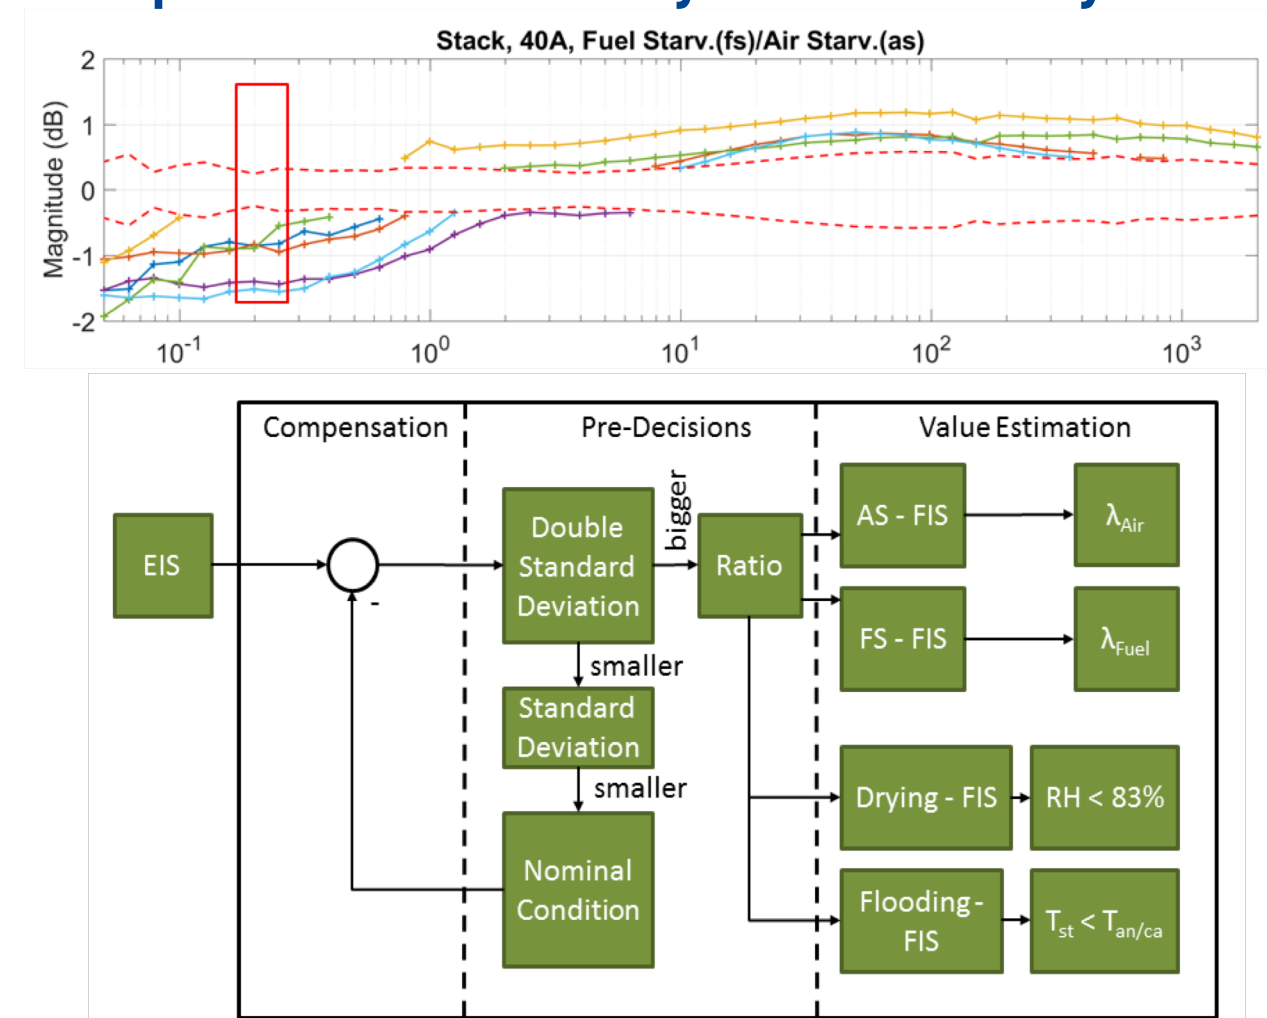 Stack, 40A, Fuel Starv.(fs)/Air Starv.(as)
Magnitude (dB)
2
1
0
-1
-2
10^-1
10^0
10^1
10^2
10^3
Compensation
Pre-Decisions
Value Estimation
EIS
-
Double
Standard
Deviation
bigger
Ratio
smaller
Standard
Deviation
smaller
Nominal
Condition
AS - FIS
λAir
FS - FIS
λFuel
Drying - FIS
RH < 83%
Flooding -
FIS
Tst < Tan/ca